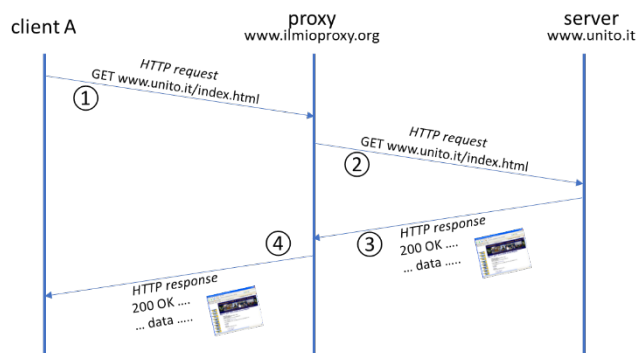 client A
proxy
www.ilmioproxy.org
server
www.unito.it
HTTP request
GET www.unito.it/index.html
1
HTTP request
GET www.unito.it/index.html
2
3
HTTP response
200 OK ....
... data .....
4
HTTP response
200 OK ....
... data .....